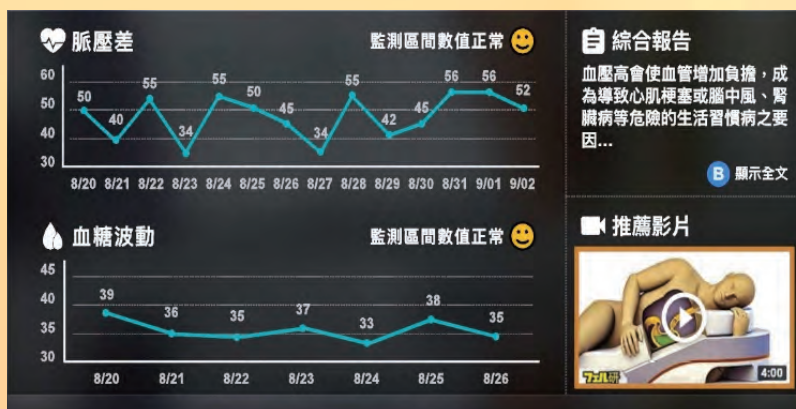 脈壓差
監測區間數值正常
60
50
40
30
50
40
55
34
55
50
45
34
55
42
45
56
56
52
8/20 8/21 8/22 8/23 8/24 8/25 8/26 8/27 8/28 8/29 8/30 8/31 9/01 9/02
血糖波動
監測區間數值正常
45
40
35
30
39
36
35
37
33
38
35
8/20 8/21 8/22 8/23 8/24 8/25 8/26
綜合報告
血壓高會使血管增加負擔，成
為導致心肌梗塞或腦中風、腎
臟病等危險的生活習慣病之要
因...
B 顯示全文
推薦影片
フェル研
4:00